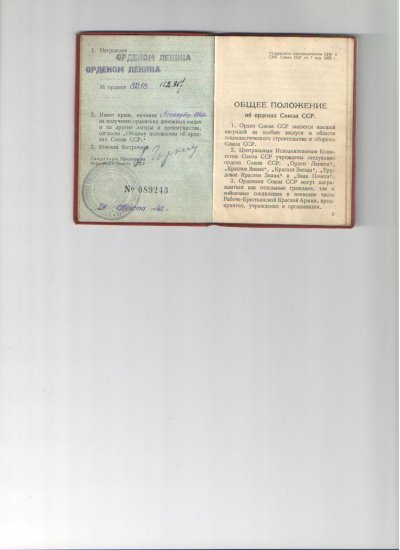 1. Награжден
ОРДЕНОМ ЛЕНИНА
ОРДЕНОМ ЛЕНИНА
№ ордена
2. Имеет право, начиная
на получение орденских денежных выдач
и на другие льготы и преимущества,
согласно „Общему положению об орде-
нах Союза ССР.“
3. Книжка бессрочна.
Секретарь Президиума
Верховного Совета
№ 089243
Утверждено постановлением ЦИК и
СНК Союза ССР от 7 мая 1936 г.
ОБЩЕЕ ПОЛОЖЕНИЕ
об орденах Союза ССР.
1. Орден Союза ССР является высшей
наградой за особые заслуги в области
социалистического строительства и обороны
Союза ССР.
2. Центральным Исполнительным Коми-
тетом Союза ССР учреждены следующие
ордена Союза ССР: „Орден Ленина“,
„Красное Знамя“, „Красная Звезда“, „Тру-
довое Красное Знамя“ и „Знак Почета“.
3. Орденами Союза ССР могут награ-
ждаться как отдельные граждане, так и
войсковые соединения и воинские части
Рабоче-Крестьянской Красной Армии, пред-
приятия, учреждения и организации.